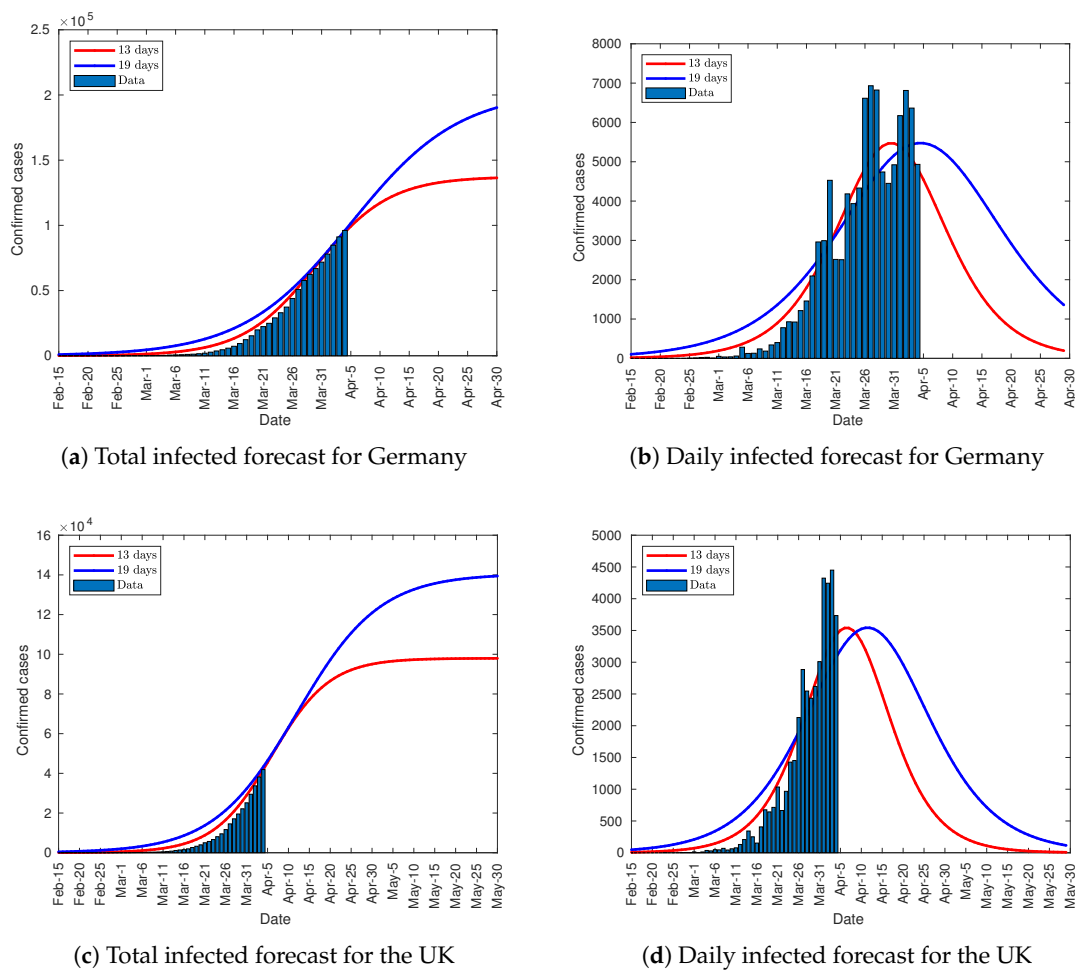 ×10^5
2.5
2
1.5
1
0.5
0
Confirmed cases
13 days
19 days
Data
Feb-15
Feb-20
Feb-25
Mar-1
Mar-6
Mar-11
Mar-16
Mar-21
Mar-26
Mar-31
Apr-5
Apr-10
Apr-15
Apr-20
Apr-25
Apr-30
Date
(a) Total infected forecast for Germany
8000
7000
6000
5000
4000
3000
2000
1000
0
Confirmed cases
13 days
19 days
Data
Feb-15
Feb-20
Feb-25
Mar-1
Mar-6
Mar-11
Mar-16
Mar-21
Mar-26
Mar-31
Apr-5
Apr-10
Apr-15
Apr-20
Apr-25
Apr-30
Date
(b) Daily infected forecast for Germany
×10^4
16
14
12
10
8
6
4
2
0
Confirmed cases
13 days
19 days
Data
Feb-15
Feb-20
Feb-25
Mar-1
Mar-6
Mar-11
Mar-16
Mar-21
Mar-26
Mar-31
Apr-5
Apr-10
Apr-15
Apr-20
Apr-25
Apr-30
May-5
May-10
May-15
May-20
May-25
May-30
Date
(c) Total infected forecast for the UK
5000
4500
4000
3500
3000
2500
2000
1500
1000
500
0
Confirmed cases
13 days
19 days
Data
Feb-15
Feb-20
Feb-25
Mar-1
Mar-6
Mar-11
Mar-16
Mar-21
Mar-26
Mar-31
Apr-5
Apr-10
Apr-15
Apr-20
Apr-25
Apr-30
May-5
May-10
May-15
May-20
May-25
May-30
Date
(d) Daily infected forecast for the UK